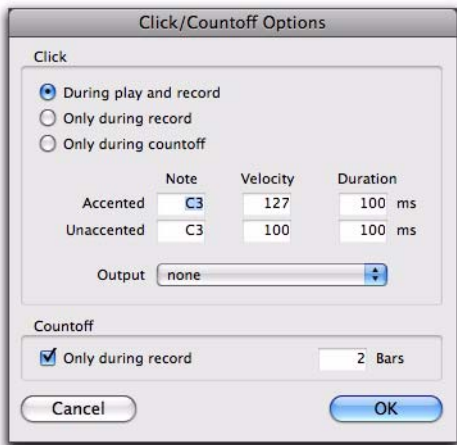 Click/Countoff Options
Click
During play and record
Only during record
Only during countoff
Note Velocity Duration
Accented C3 127 100 ms
Unaccented C3 100 100 ms
Output none
Countoff
Only during record 2 Bars
Cancel OK